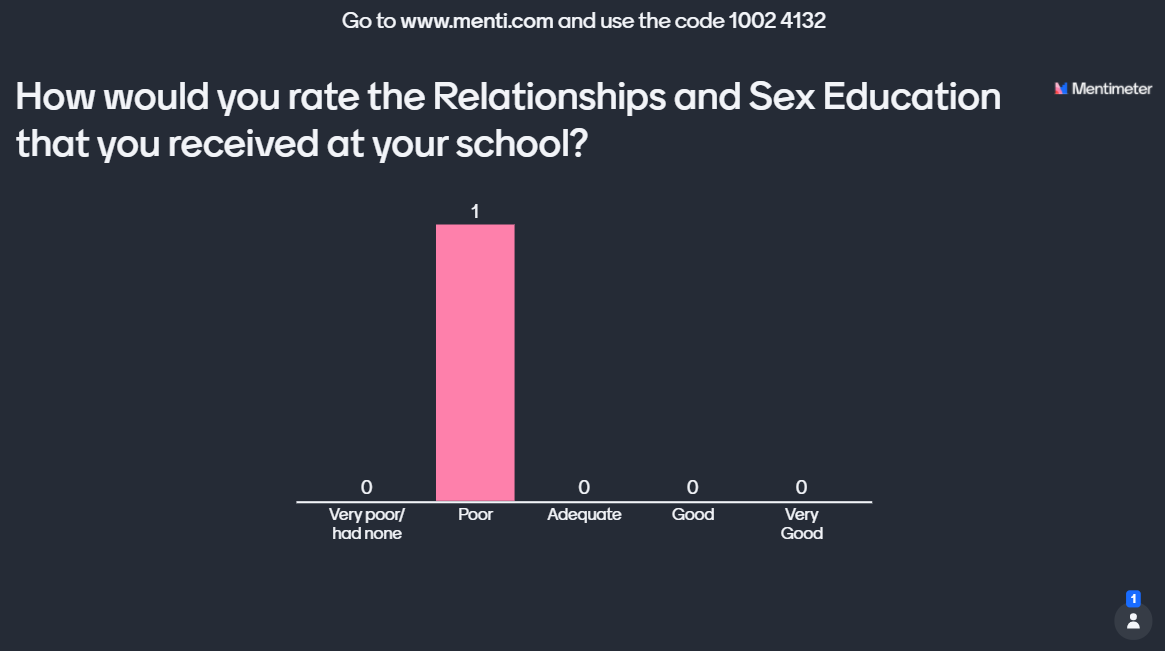 Go to www.menti.com and use the code 1002 4132
How would you rate the Relationships and Sex Education
that you received at your school?
Mentimeter
1
0
0
0
0
Very poor/
had none
Poor
Adequate
Good
Very
Good
1